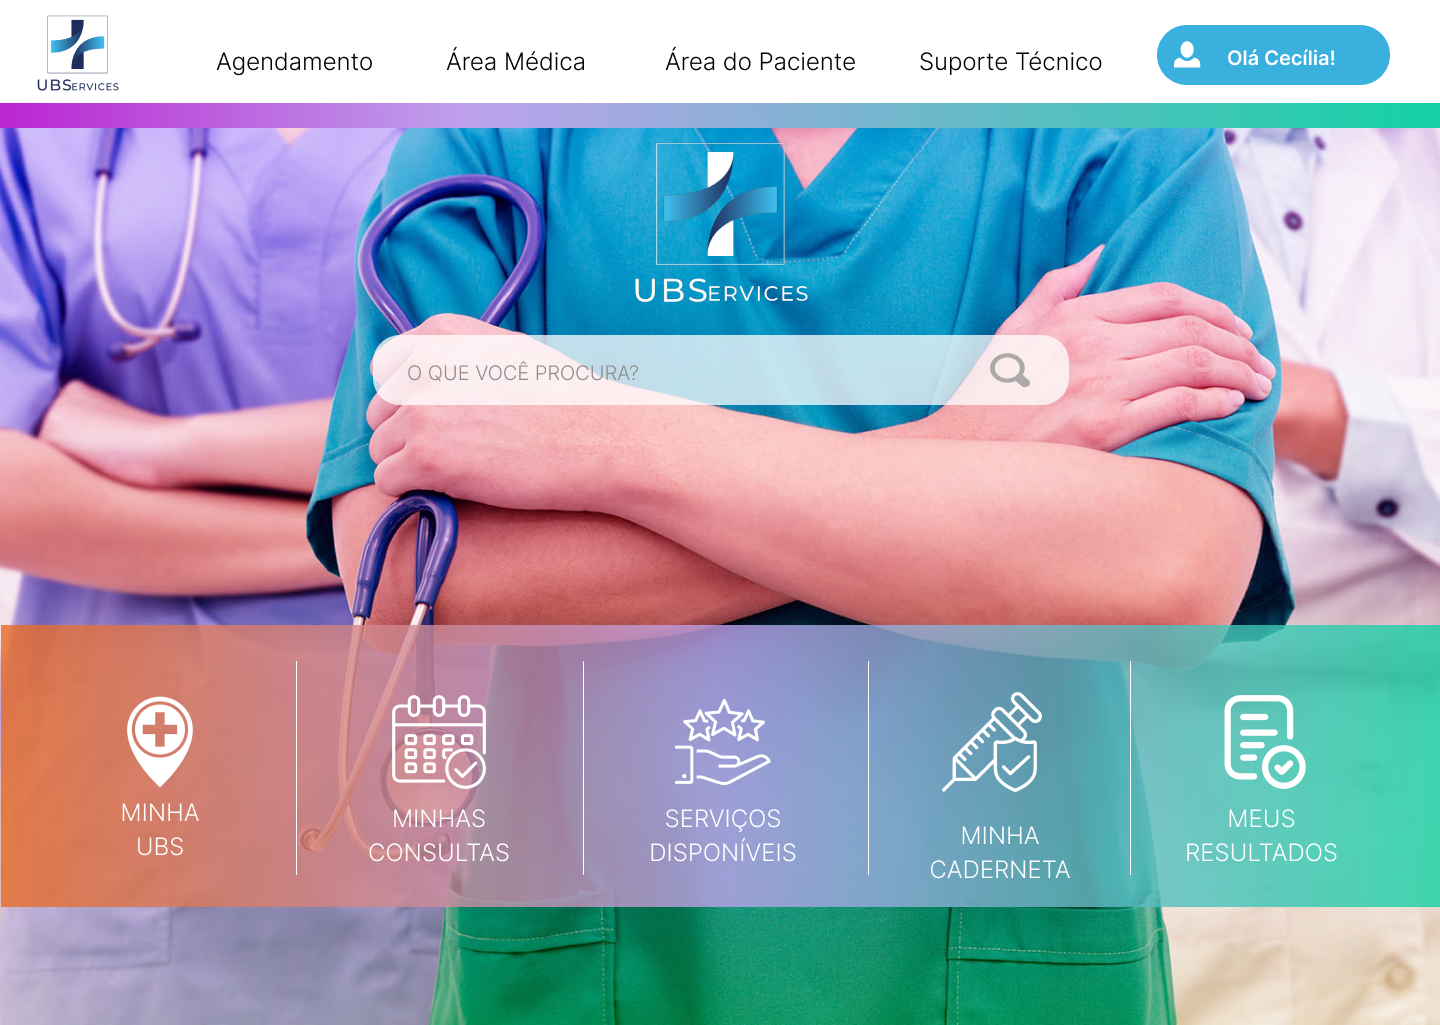 UBSERVICES
Agendamento
Área Médica
Área do Paciente
Suporte Técnico
Olá Cecília!
UBSERVICES
O QUE VOCÊ PROCURA?
MINHA
UBS
MINHAS
CONSULTAS
SERVIÇOS
DISPONÍVEIS
MINHA
CADERNETA
MEUS
RESULTADOS